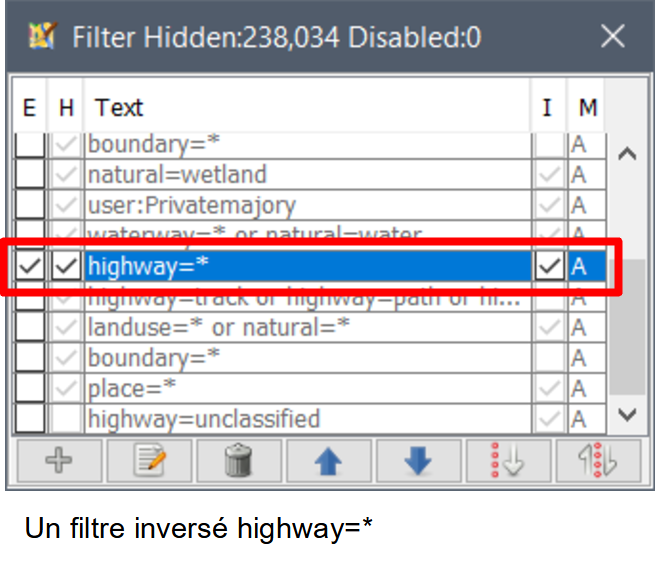 Filter Hidden:238,034 Disabled:0
E H Text I M
boundary=* A
natural=wetland A
user:Privatemajory A
waterway=* or natural=water A
highway=* A
highway=track or highway=path or hi... A
landuse=* or natural=* A
boundary=* A
place=* A
highway=unclassified A
Un filtre inversé highway=*